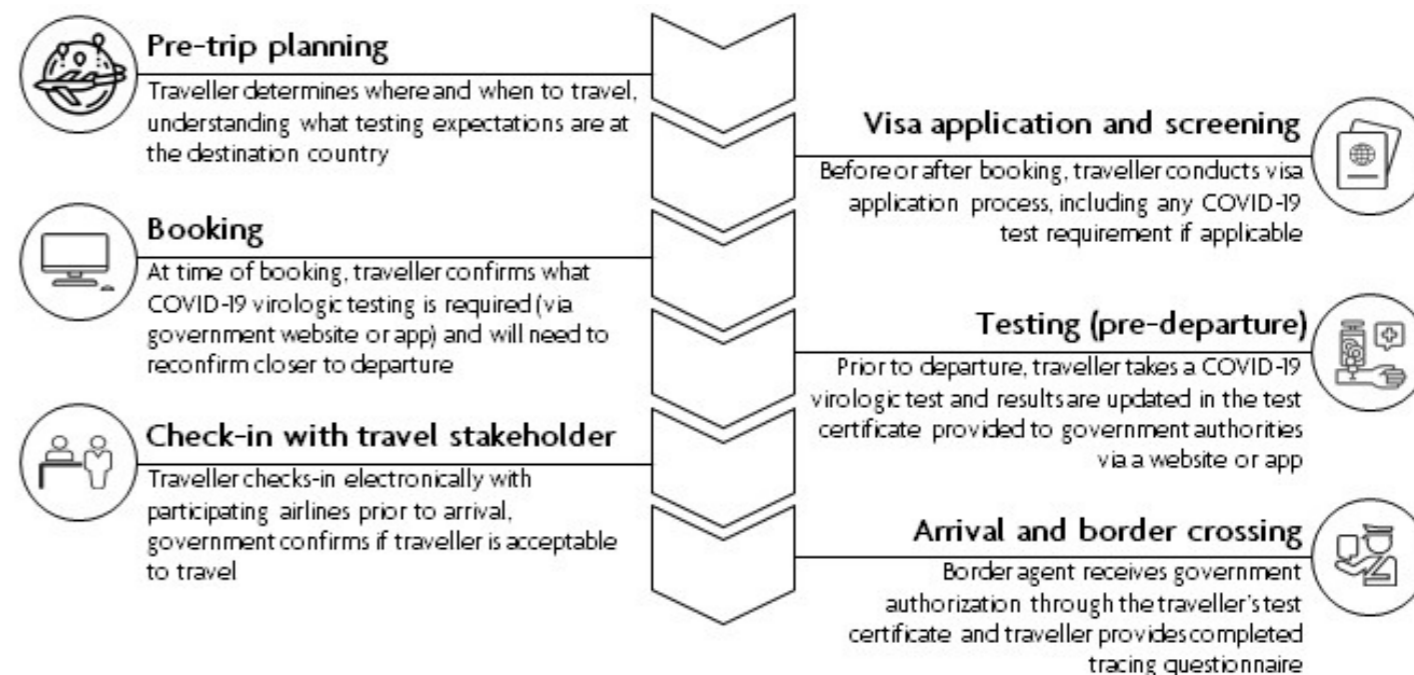 Pre-trip planning
Traveller determines where and when to travel,
understanding what testing expectations are at
the destination country
Visa application and screening
Before or after booking, traveller conducts visa
application process, including any COVID-19
test requirement if applicable
Booking
At time of booking, traveller confirms what
COVID-19 virologic testing is required (via
government website or app) and will need to
reconfirm closer to departure
Testing (pre-departure)
Prior to departure, traveller takes a COVID-19
virologic test and results are updated in the test
certificate provided to government authorities
via a website or app
Check-in with travel stakeholder
Traveller checks-in electronically with
participating airlines prior to arrival,
government confirms if traveller is acceptable
to travel
Arrival and border crossing
Border agent receives government
authorization through the traveller's test
certificate and traveller provides completed
tracing questionnaire